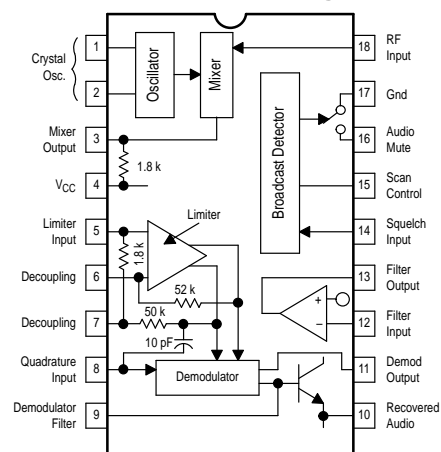 1
Crystal
Osc.
2
Mixer
Output
3
VCC
4
Limiter
Input
5
Decoupling
6
Decoupling
7
Quadrature
Input
8
Demodulator
Filter
9
Oscillator
Mixer
1.8 k
Limiter
1.8 k
52 k
50 k
10 pF
Demodulator
Broadcast Detector
+
–
18
RF
Input
17
Gnd
16
Audio
Mute
15
Scan
Control
14
Squelch
Input
13
Filter
Output
12
Filter
Input
11
Demod
Output
10
Recovered
Audio